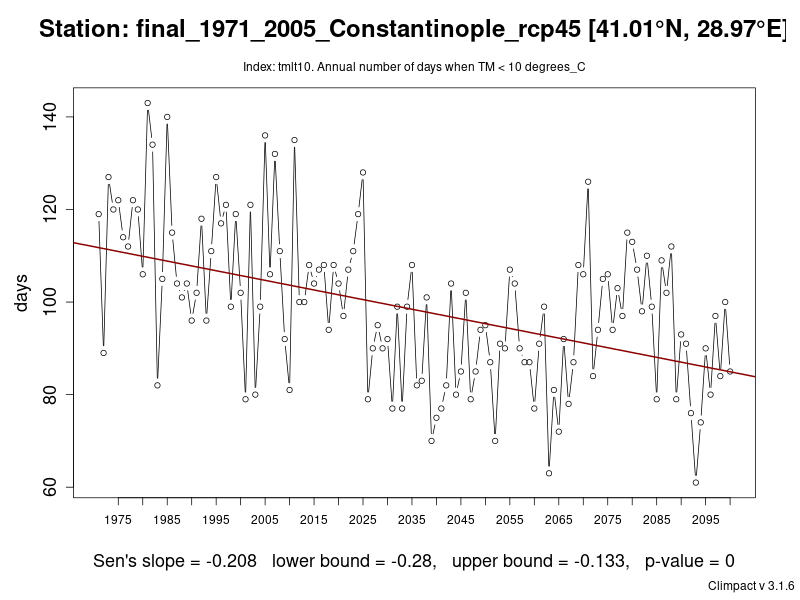 Station: final_1971_2005_Constantinople_rcp45 [41.01°N, 28.97°E]
Index: tmlt10. Annual number of days when TM < 10 degrees_C
days
140
120
100
80
60
1975 1985 1995 2005 2015 2025 2035 2045 2055 2065 2075 2085 2095
Sen's slope = -0.208 lower bound = -0.28, upper bound = -0.133, p-value = 0
Climpact v 3.1.6